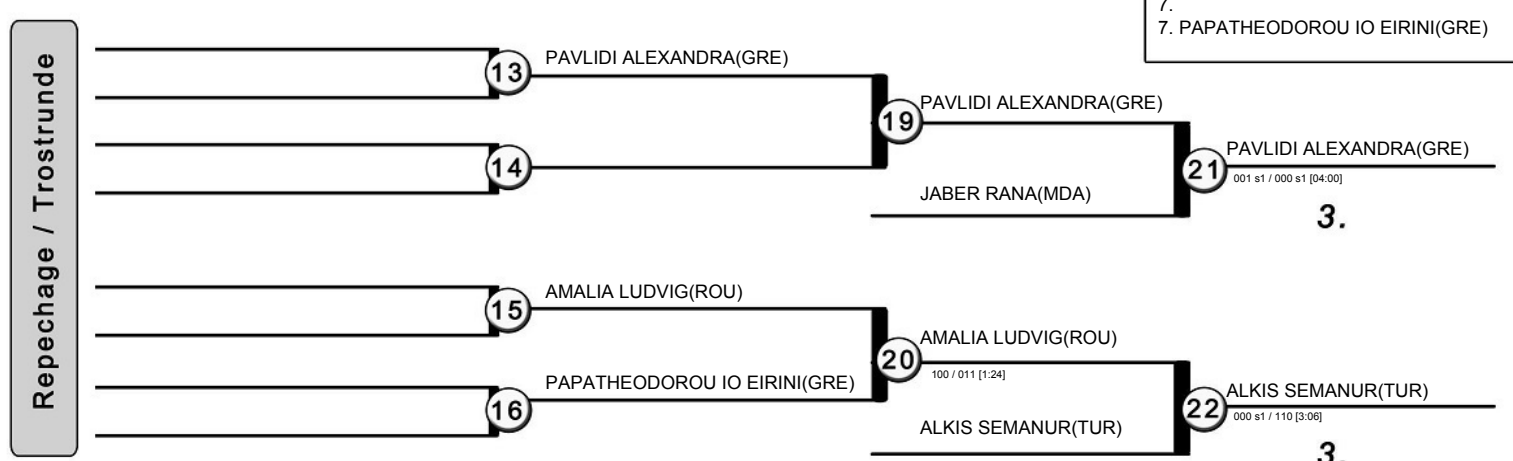 7.
7. PAPATHEODOROU IO EIRINI(GRE)
Repechage / Trostrunde
13
PAVLIDI ALEXANDRA(GRE)
14
19
PAVLIDI ALEXANDRA(GRE)
JABER RANA(MDA)
21
PAVLIDI ALEXANDRA(GRE)
001 s1 / 000 s1 [04:00]
3.
15
AMALIA LUDVIG(ROU)
16
PAPATHEODOROU IO EIRINI(GRE)
20
AMALIA LUDVIG(ROU)
100 / 011 [1:24]
ALKIS SEMANUR(TUR)
22
ALKIS SEMANUR(TUR)
000 s1 / 110 [3:06]
3.